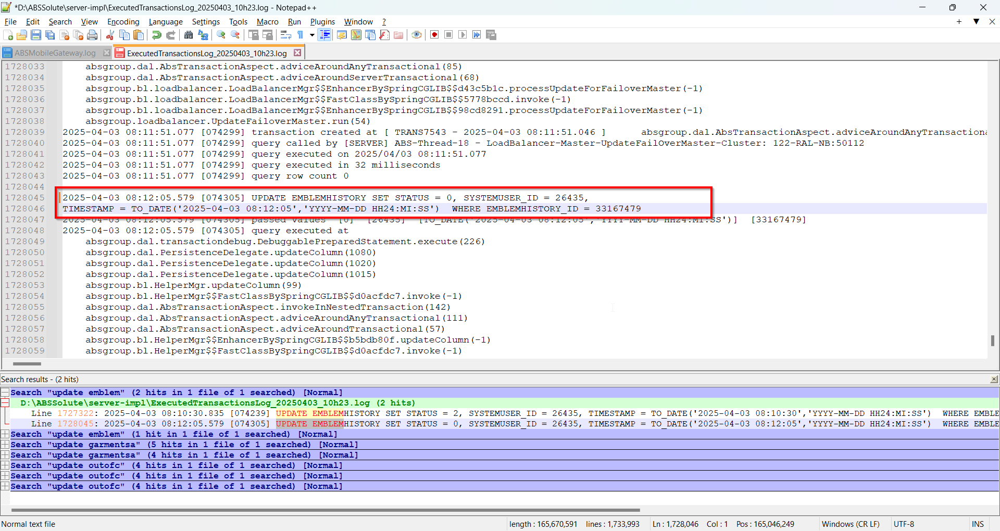 *D:\ABSSolute\server-impl\ExecutedTransactionsLog_20250403_10h23.log - Notepad++
File Edit Search View Encoding Language Settings Tools Macro Run Plugins Window ?
ABSMobileGateway.log ExecutedTransactionsLog_20250403_10h23.log
1728033 absgroup.dal.AbsTransactionAspect.adviceAroundAnyTransactional(85)
1728034 absgroup.dal.AbsTransactionAspect.adviceAroundServerTransactional(68)
1728035 absgroup.bl.loadbalancer.LoadBalancerMgr$$EnhancerBySpringCGLIB$$d43c5b1c.processUpdateForFailoverMaster(-1)
1728036 absgroup.bl.loadbalancer.LoadBalancerMgr$$FastClassBySpringCGLIB$$5778bccd.invoke(-1)
1728037 absgroup.bl.loadbalancer.LoadBalancerMgr$$EnhancerBySpringCGLIB$$98cd8291.processUpdateForFailoverMaster(-1)
1728038 absgroup.loadbalancer.UpdateFailoverMaster.run(54)
1728039 2025-04-03 08:11:51.077 [074299] transaction created at [ TRANS7543 - 2025-04-03 08:11:51.046 ] absgroup.dal.AbsTransactionAspect.adviceAroundAnyTransactiona
1728040 2025-04-03 08:11:51.077 [074299] query called by [SERVER] ABS-Thread-18 - LoadBalancer-Master-UpdateFailOverMaster-Cluster: 122-RAL-NB:50112
1728041 2025-04-03 08:11:51.077 [074299] query executed on 2025/04/03 08:11:51.077
1728042 2025-04-03 08:11:51.077 [074299] query executed in 32 milliseconds
1728043 2025-04-03 08:11:51.077 [074299] query row count 0
1728044
1728045 2025-04-03 08:12:05.579 [074305] UPDATE EMBLEMHISTORY SET STATUS = 0, SYSTEMUSER_ID = 26435,
1728046 TIMESTAMP = TO_DATE('2025-04-03 08:12:05','YYYY-MM-DD HH24:MI:SS') WHERE EMBLEMHISTORY_ID = 33167479
1728047 2025-04-03 08:12:05.579 [074305] passed values [0] [26435] [TO_DATE('2025-04-03 08:12:05','YYYY-MM-DD HH24:MI:SS')] [33167479]
1728048 2025-04-03 08:12:05.579 [074305] query executed at
1728049 absgroup.dal.transactiondebug.DebuggablePreparedStatement.execute(226)
1728050 absgroup.dal.PersistenceDelegate.updateColumn(1080)
1728051 absgroup.dal.PersistenceDelegate.updateColumn(1020)
1728052 absgroup.dal.PersistenceDelegate.updateColumn(1015)
1728053 absgroup.bl.HelperMgr.updateColumn(99)
1728054 absgroup.bl.HelperMgr$$FastClassBySpringCGLIB$$d0acfdc7.invoke(-1)
1728055 absgroup.dal.AbsTransactionAspect.invokeInNestedTransaction(142)
1728056 absgroup.dal.AbsTransactionAspect.adviceAroundAnyTransactional(111)
1728057 absgroup.dal.AbsTransactionAspect.adviceAroundTransactional(57)
1728058 absgroup.bl.HelperMgr$$EnhancerBySpringCGLIB$$b5bdb80f.updateColumn(-1)
1728059 absgroup.bl.HelperMgr$$FastClassBySpringCGLIB$$d0acfdc7.invoke(-1)
Search results - (2 hits)
Search "update emblem" (2 hits in 1 file of 1 searched) [Normal]
D:\ABSSolute\server-impl\ExecutedTransactionsLog_20250403_10h23.log (2 hits)
Line 1727322: 2025-04-03 08:10:30.835 [074239] UPDATE EMBLEMHISTORY SET STATUS = 2, SYSTEMUSER_ID = 26435, TIMESTAMP = TO_DATE('2025-04-03 08:10:30','YYYY-MM-DD HH24:MI:SS') WHERE EMBLE
Line 1728045: 2025-04-03 08:12:05.579 [074305] UPDATE EMBLEMHISTORY SET STATUS = 0, SYSTEMUSER_ID = 26435, TIMESTAMP = TO_DATE('2025-04-03 08:12:05','YYYY-MM-DD HH24:MI:SS') WHERE EMBLE
Search "update emblem" (1 hit in 1 file of 1 searched) [Normal]
Search "update garmentsa" (5 hits in 1 file of 1 searched) [Normal]
Search "update garmentsa" (4 hits in 1 file of 1 searched) [Normal]
Search "update outofc" (4 hits in 1 file of 1 searched) [Normal]
Search "update outofc" (4 hits in 1 file of 1 searched) [Normal]
Search "update outofc" (4 hits in 1 file of 1 searched) [Normal]
Normal text file length : 165,670,591 lines : 1,733,993 Ln : 1,728,046 Col : 1 Pos : 165,046,249 Windows (CR LF) UTF-8 INS